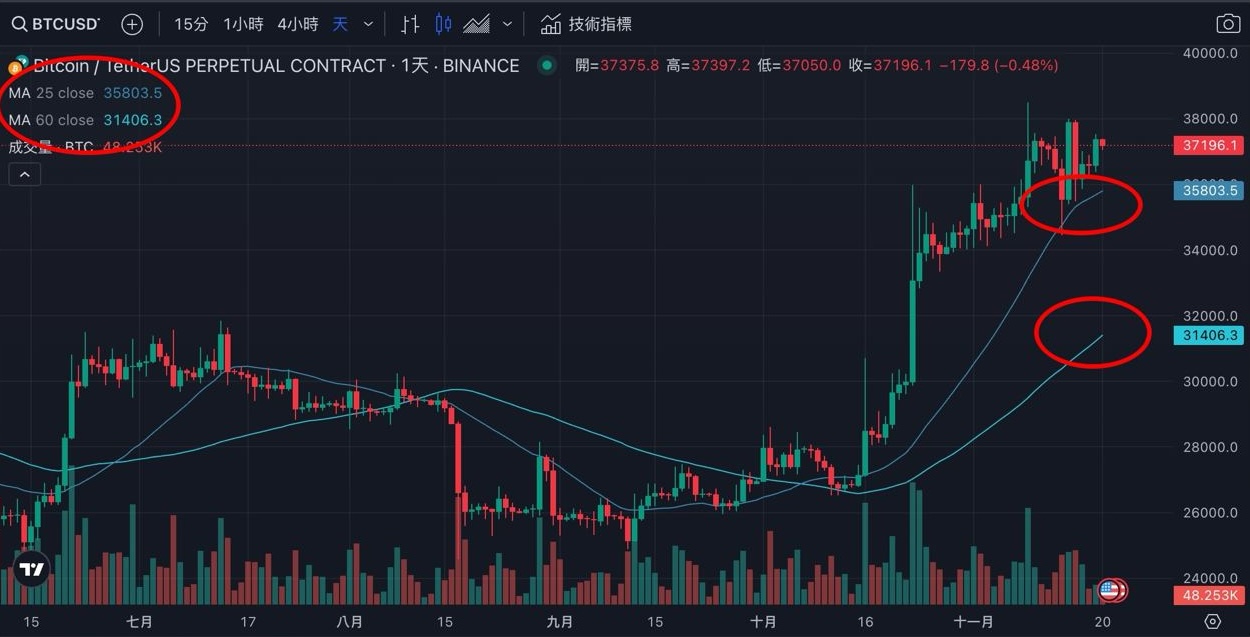 BTCUSDT 15分 1小時 4小時 天 技術指標
Bitcoin / TetherUS PERPETUAL CONTRACT · 1天 · BINANCE 開=37375.8 高=37397.2 低=37050.0 收=37196.1 −179.8 (−0.48%)
MA 25 close 35803.5
MA 60 close 31406.3
成交量 · BTC 48.253K
40000.0
38000.0
37196.1
36000.0
35803.5
34000.0
32000.0
31406.3
30000.0
28000.0
26000.0
24000.0
48.253K
15 七月 17 八月 15 九月 15 十月 16 十一月 20